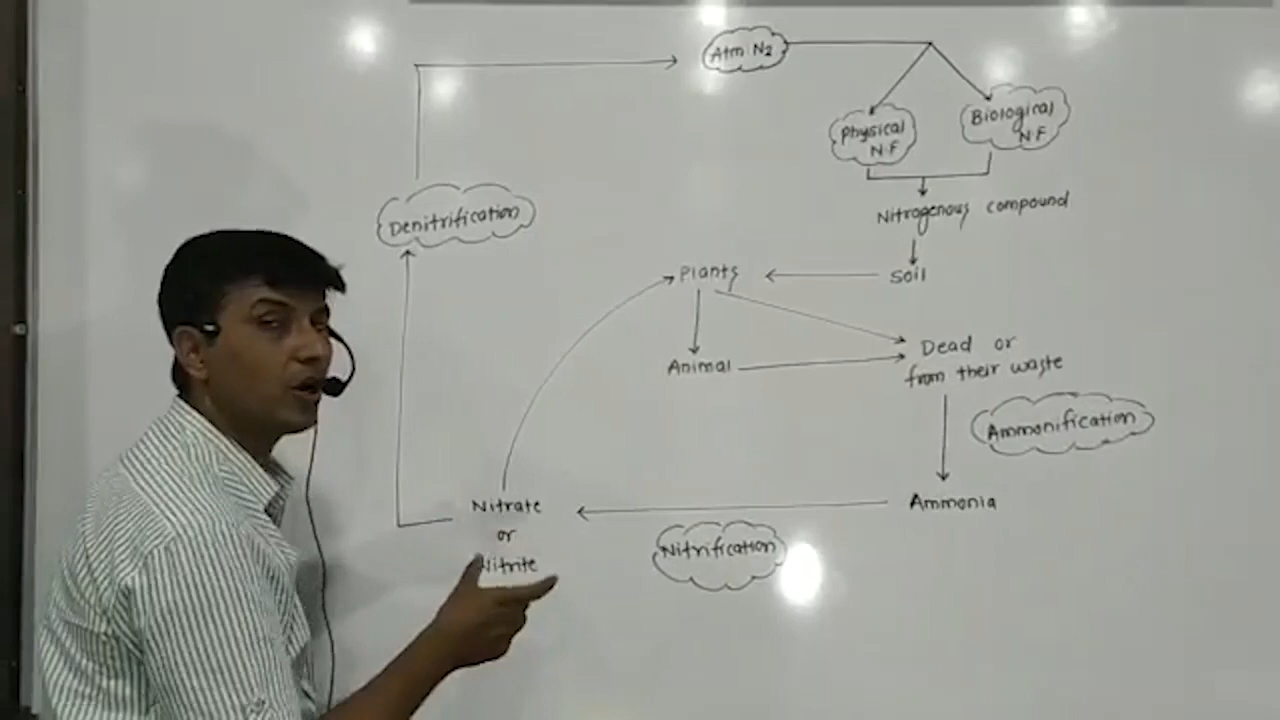 Atm N2
Physical
N.F
Biological
N.F
Nitrogenous compound
Soil
Plants
Denitrification
Animal
Dead or
from their waste
Ammonification
Ammonia
Nitrification
Nitrate
or
Nitrite